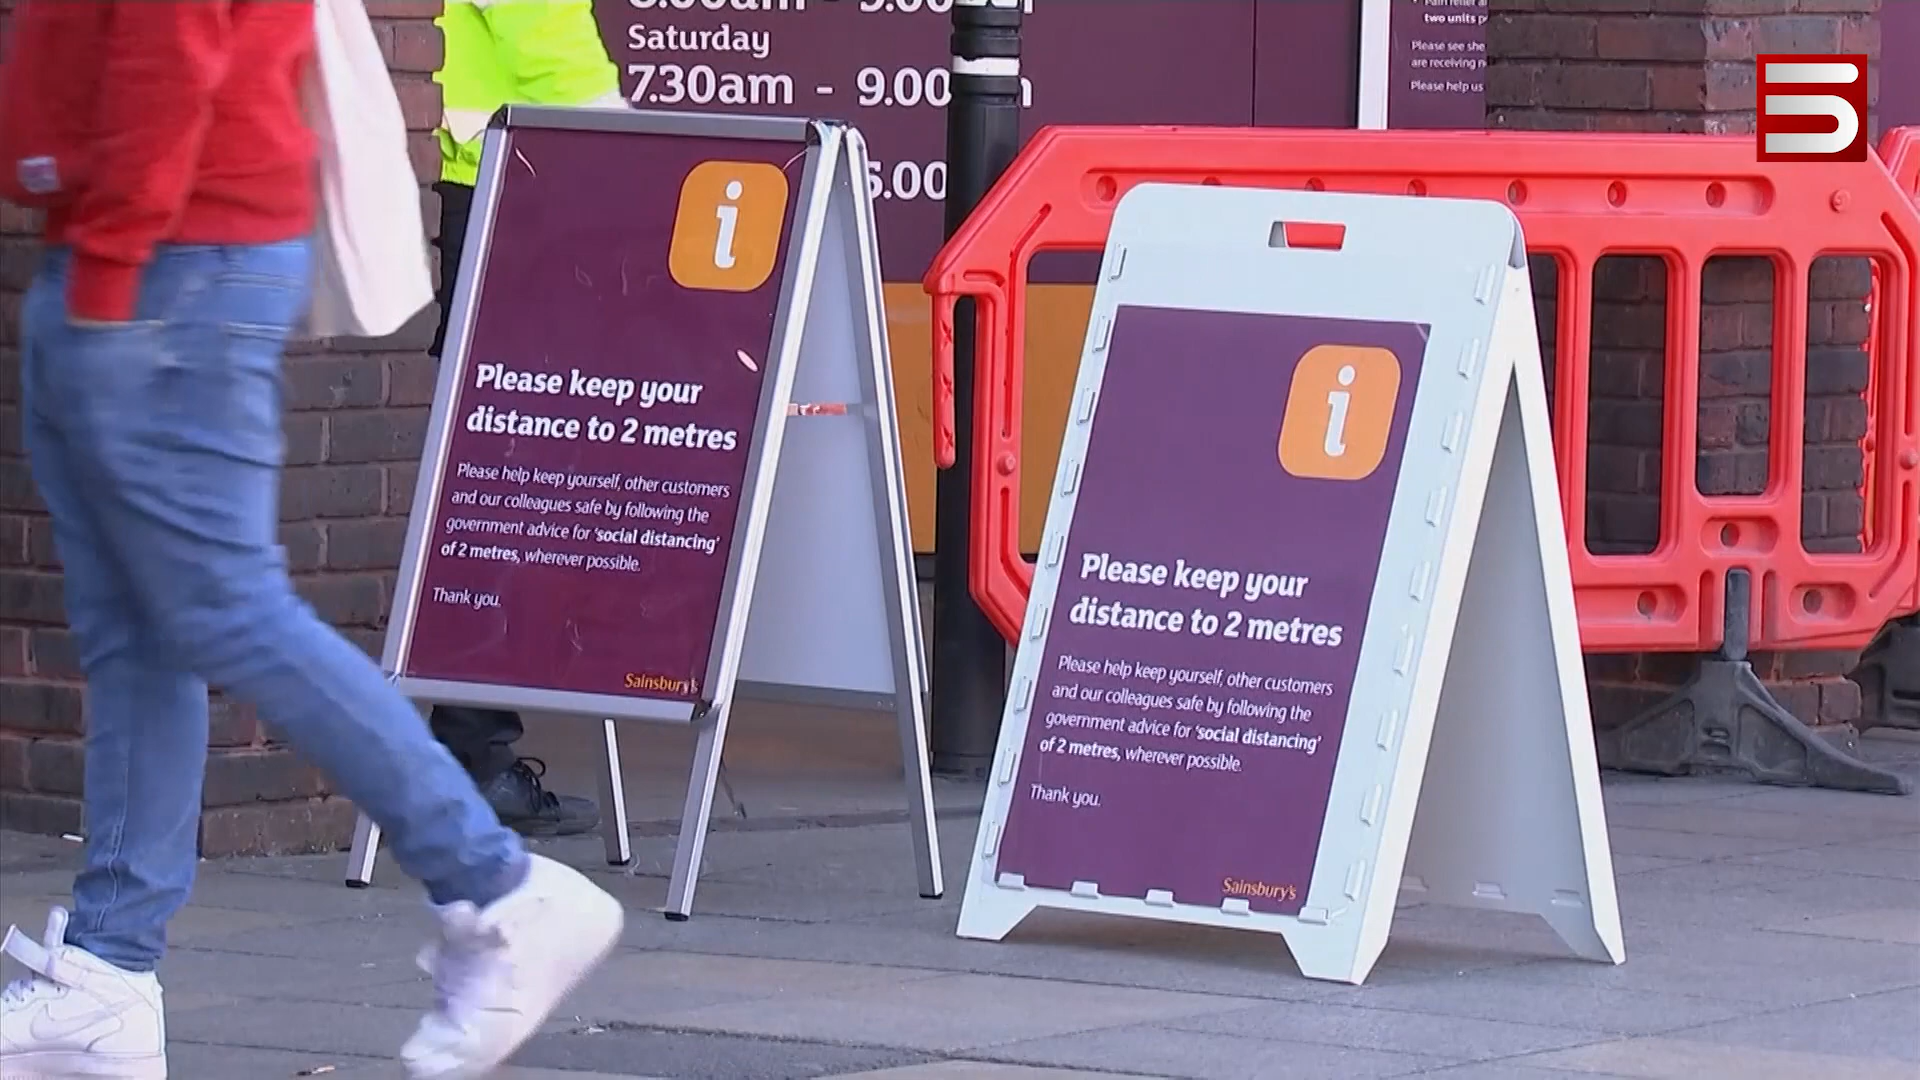 Saturday
7.30am - 9.00
two units
Please see
are receiving
Please help us
i
Please keep your
distance to 2 metres
Please help keep yourself, other customers
and our colleagues safe by following the
government advice for 'social distancing'
of 2 metres, wherever possible.
Thank you.
Sainsbury's
i
Please keep your
distance to 2 metres
Please help keep yourself, other customers
and our colleagues safe by following the
government advice for 'social distancing'
of 2 metres, wherever possible.
Thank you.
Sainsbury's